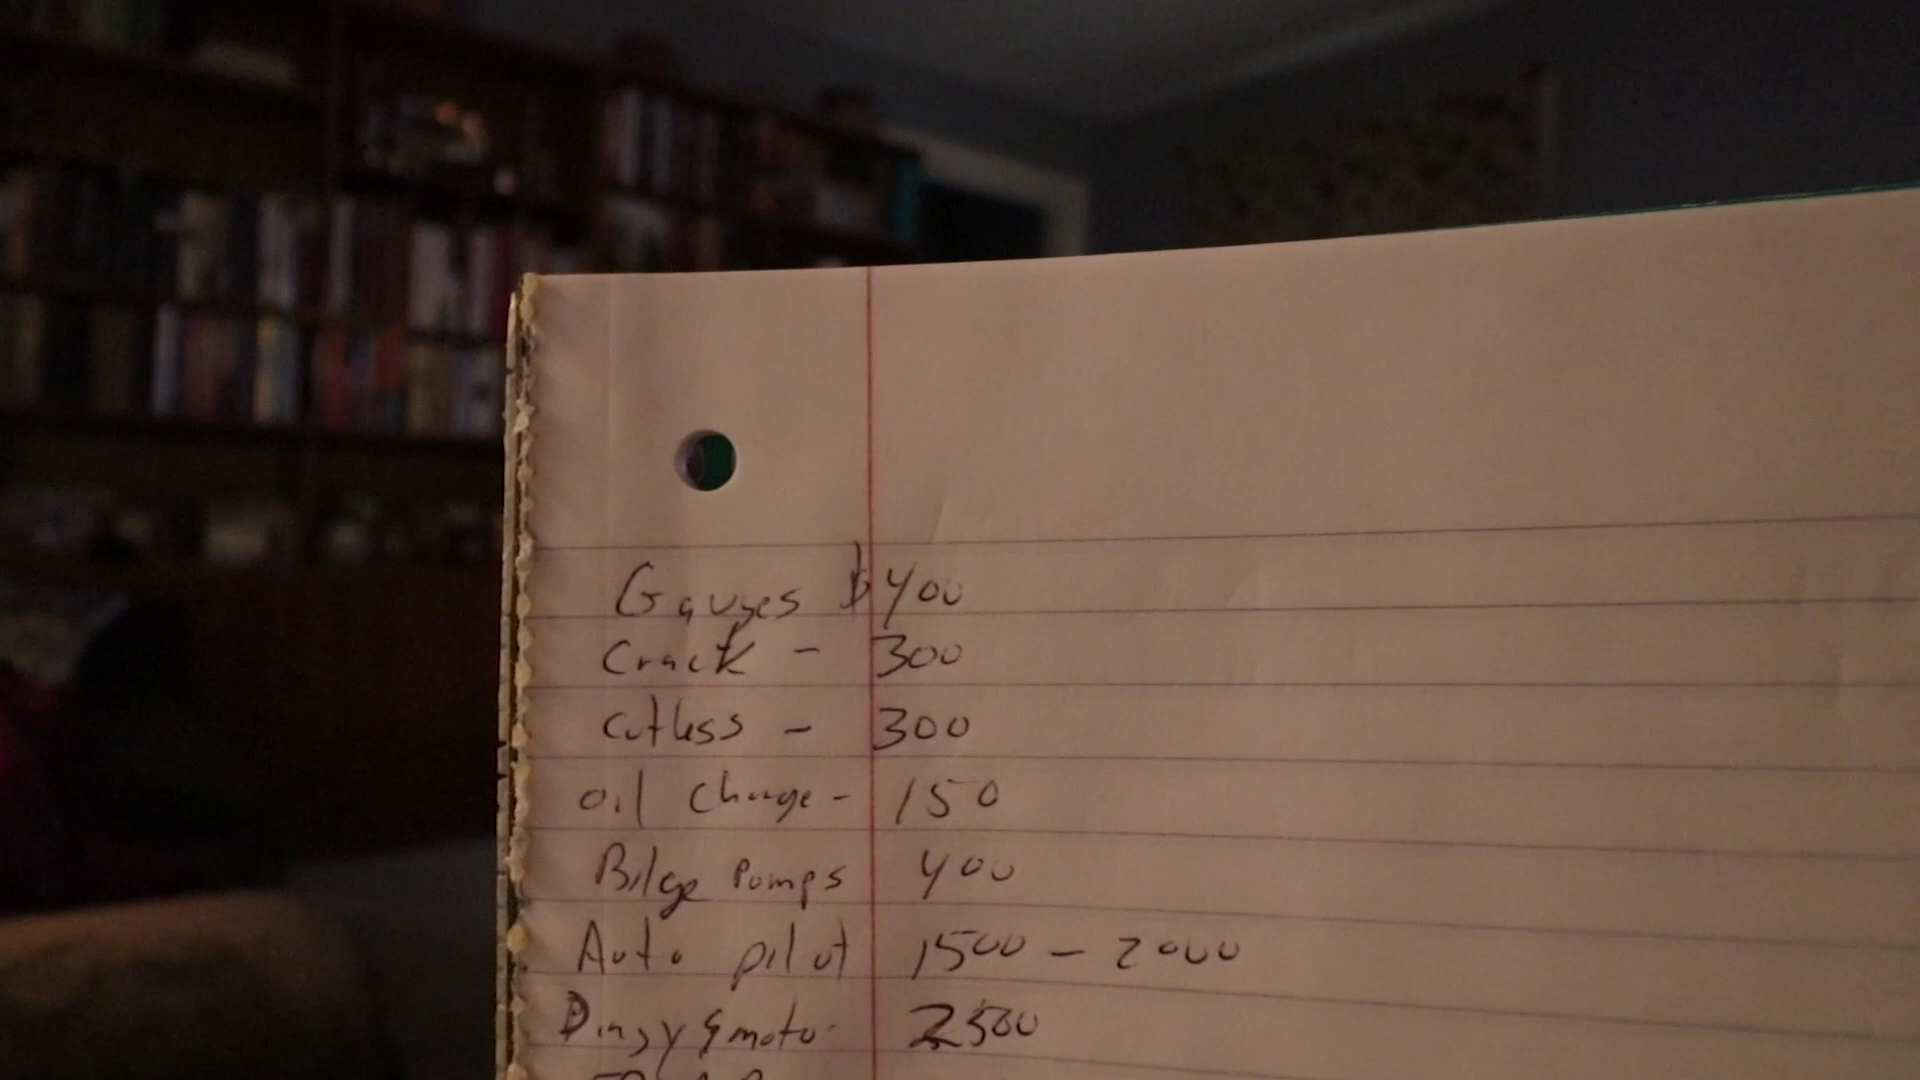 Gauges $400
Crack - 300
cutless - 300
oil change - 150
Bilge Pumps 400
Auto pilot 1500 - 2000
Dingy & motor 2500